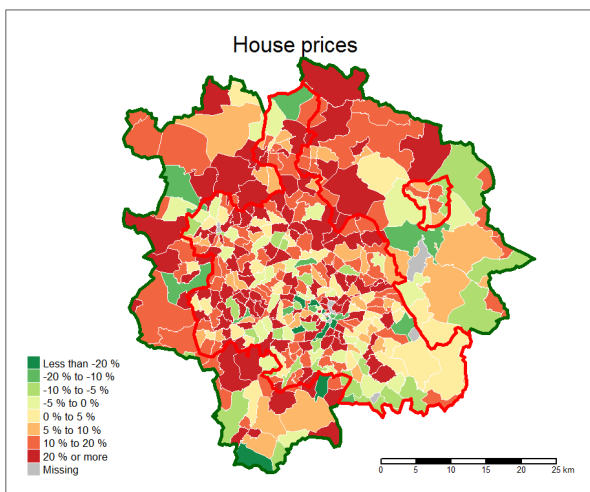 House prices
Less than -20 %
-20 % to -10 %
-10 % to -5 %
-5 % to 0 %
0 % to 5 %
5 % to 10 %
10 % to 20 %
20 % or more
Missing
0 5 10 15 20 25 km